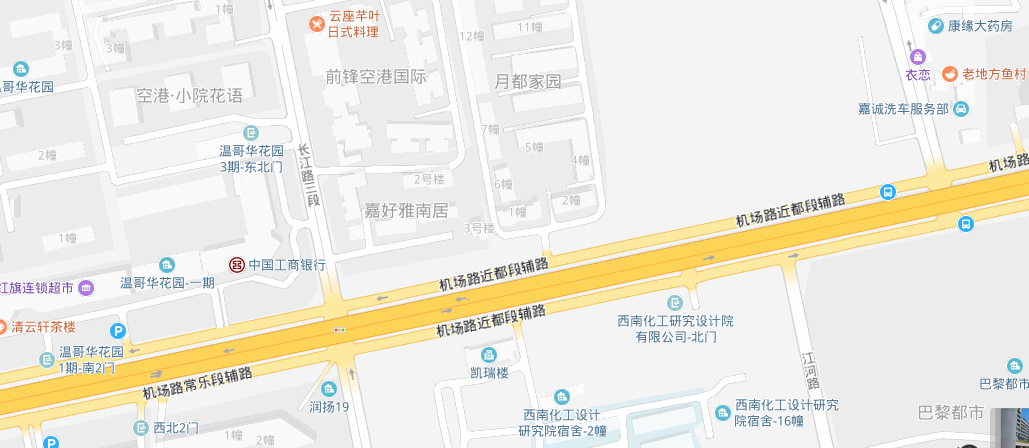 云座芊叶
日式料理
3幢
3幢
12幢
11幢
康缘大药房
温哥华花园
前锋空港国际
月都家园
衣恋
老地方鱼村
空港·小院花语
嘉诚洗车服务部
7幢
5幢
4幢
2幢
温哥华花园
3期-东北门
长江路三段
2号楼
6幢
1幢
2幢
机场路
嘉好雅南居
3号楼
机场路近都段辅路
1幢
中国工商银行
机场路近都段辅路
温哥华花园-一期
红旗连锁超市
清云轩茶楼
P
机场路近都段辅路
西南化工研究设计院
有限公司-北门
温哥华花园
1期-南2门
凯瑞楼
江河路
机场路常乐段辅路
润扬19
巴黎都市
西南化工设计
研究院宿舍-2幢
西南化工设计研究
院宿舍-16幢
巴黎都市
西北2门
1幢
2幢
P